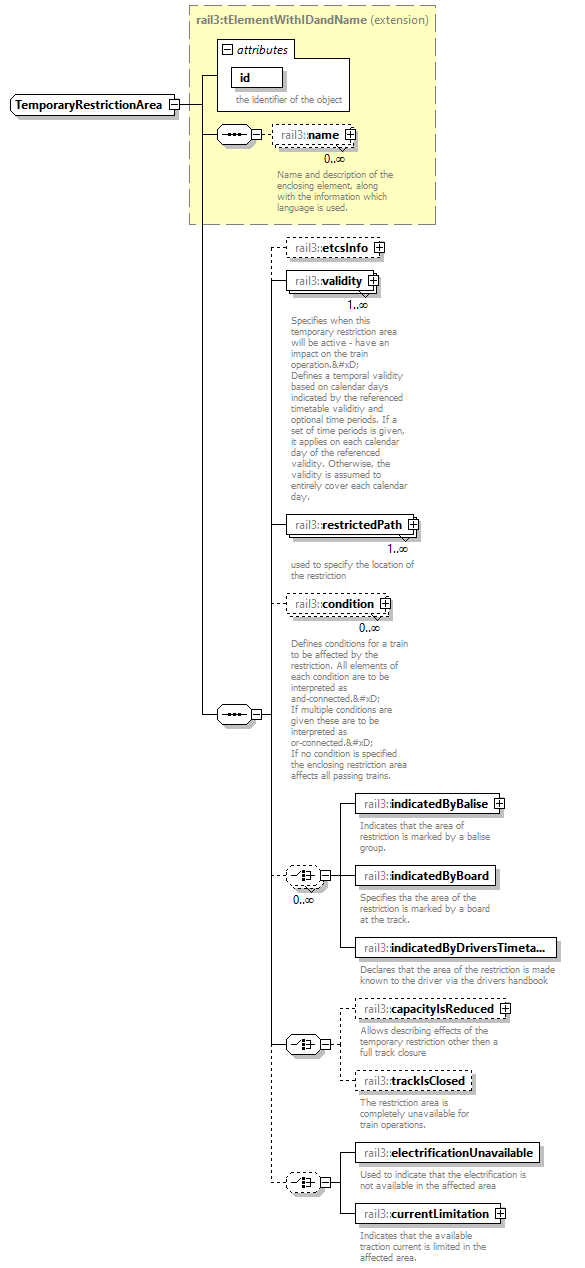 rail3:tElementWithIDandName (extension)
attributes
id
the identifier of the object
TemporaryRestrictionArea
rail3:name
0..∞
Name and description of the
enclosing element, along
with the information which
language is used.
rail3:etcsInfo
rail3:validity
1..∞
Specifies when this
temporary restriction area
will be active - have an
impact on the train
operation.&#xD;
Defines a temporal validity
based on calendar days
indicated by the referenced
timetable validitiy and
optional time periods. If a
set of time periods is given,
it applies on each calendar
day of the referenced
validity. Otherwise, the
validity is assumed to
entirely cover each calendar
day.
rail3:restrictedPath
1..∞
used to specify the location of
the restriction
rail3:condition
0..∞
Defines conditions for a train
to be affected by the
restriction. All elements of
each condition are to be
interpreted as
and-connected.&#xD;
If multiple conditions are
given these are to be
interpreted as
or-connected.&#xD;
If no condition is specified
the enclosing restriction area
affects all passing trains.
rail3:indicatedByBalise
Indicates that the area of
restriction is marked by a balise
group.
0..∞
rail3:indicatedByBoard
Specifies tha the area of the
restriction is marked by a board
at the track.
rail3:indicatedByDriversTimeta...
Declares that the area of the restriction is made
known to the driver via the drivers handbook
rail3:capacityIsReduced
Allows describing effects of the
temporary restriction other then a
full track closure
rail3:trackIsClosed
The restriction area is
completely unavailable for
train operations.
rail3:electrificationUnavailable
Used to indicate that the electrification is
not available in the affected area
rail3:currentLimitation
Indicates that the available
traction current is limited in the
affected area.